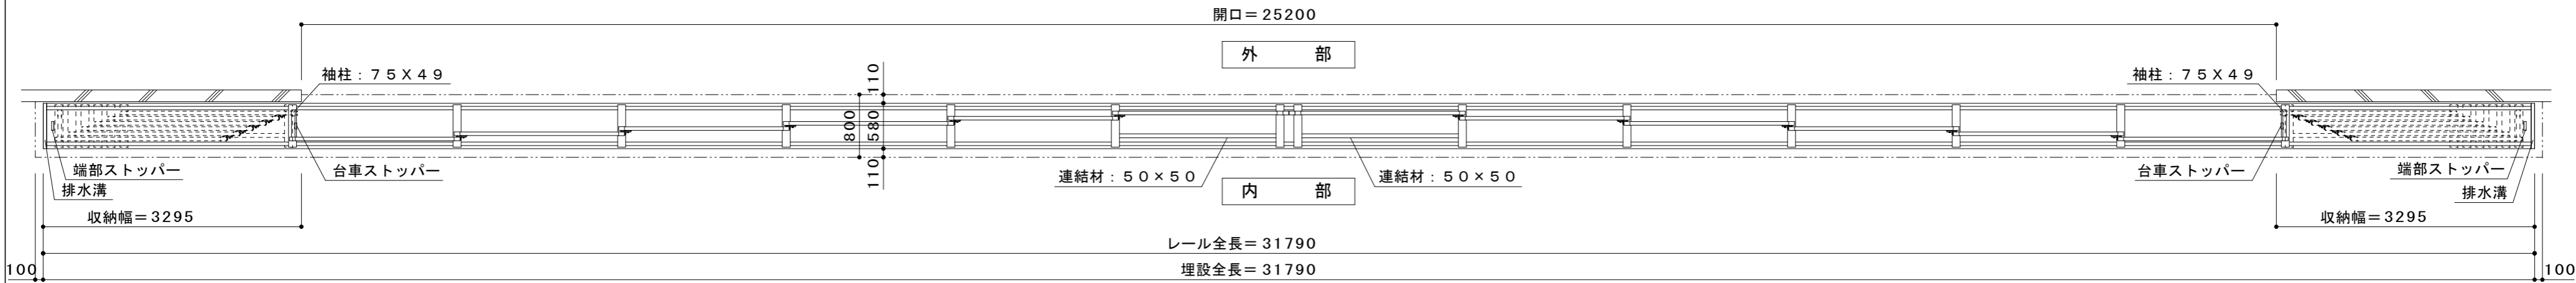 開口=25200
外　部
袖柱：７５Ｘ４９
110
袖柱：７５Ｘ４９
800
580
端部ストッパー
台車ストッパー
110
連結材：５０×５０
連結材：５０×５０
台車ストッパー
端部ストッパー
排水溝
内　部
排水溝
収納幅=3295
収納幅=3295
レール全長=31790
100
埋設全長=31790
100